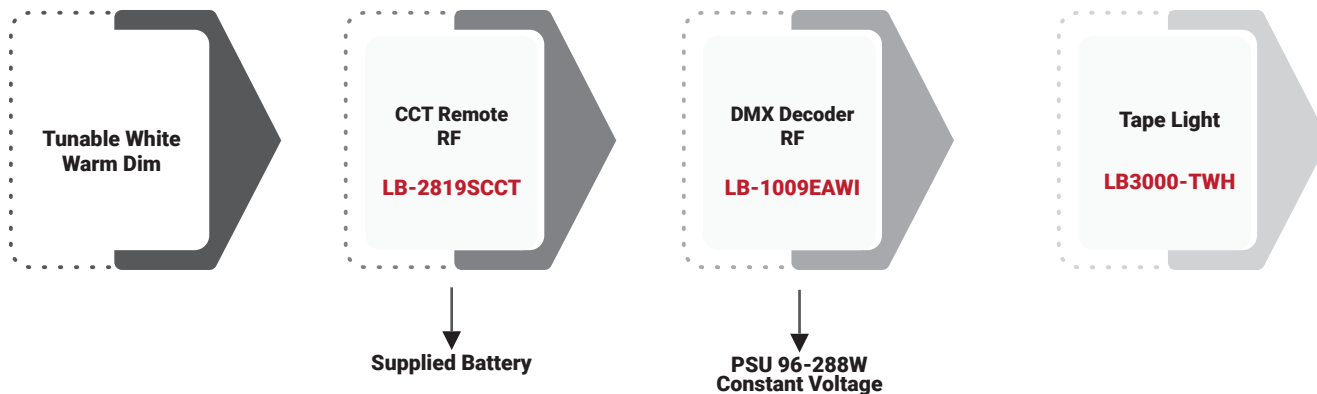 Tunable White
Warm Dim
CCT Remote
RF
LB-2819SCCT
DMX Decoder
RF
LB-1009EAWI
Tape Light
LB3000-TWH
Supplied Battery
PSU 96-288W
Constant Voltage